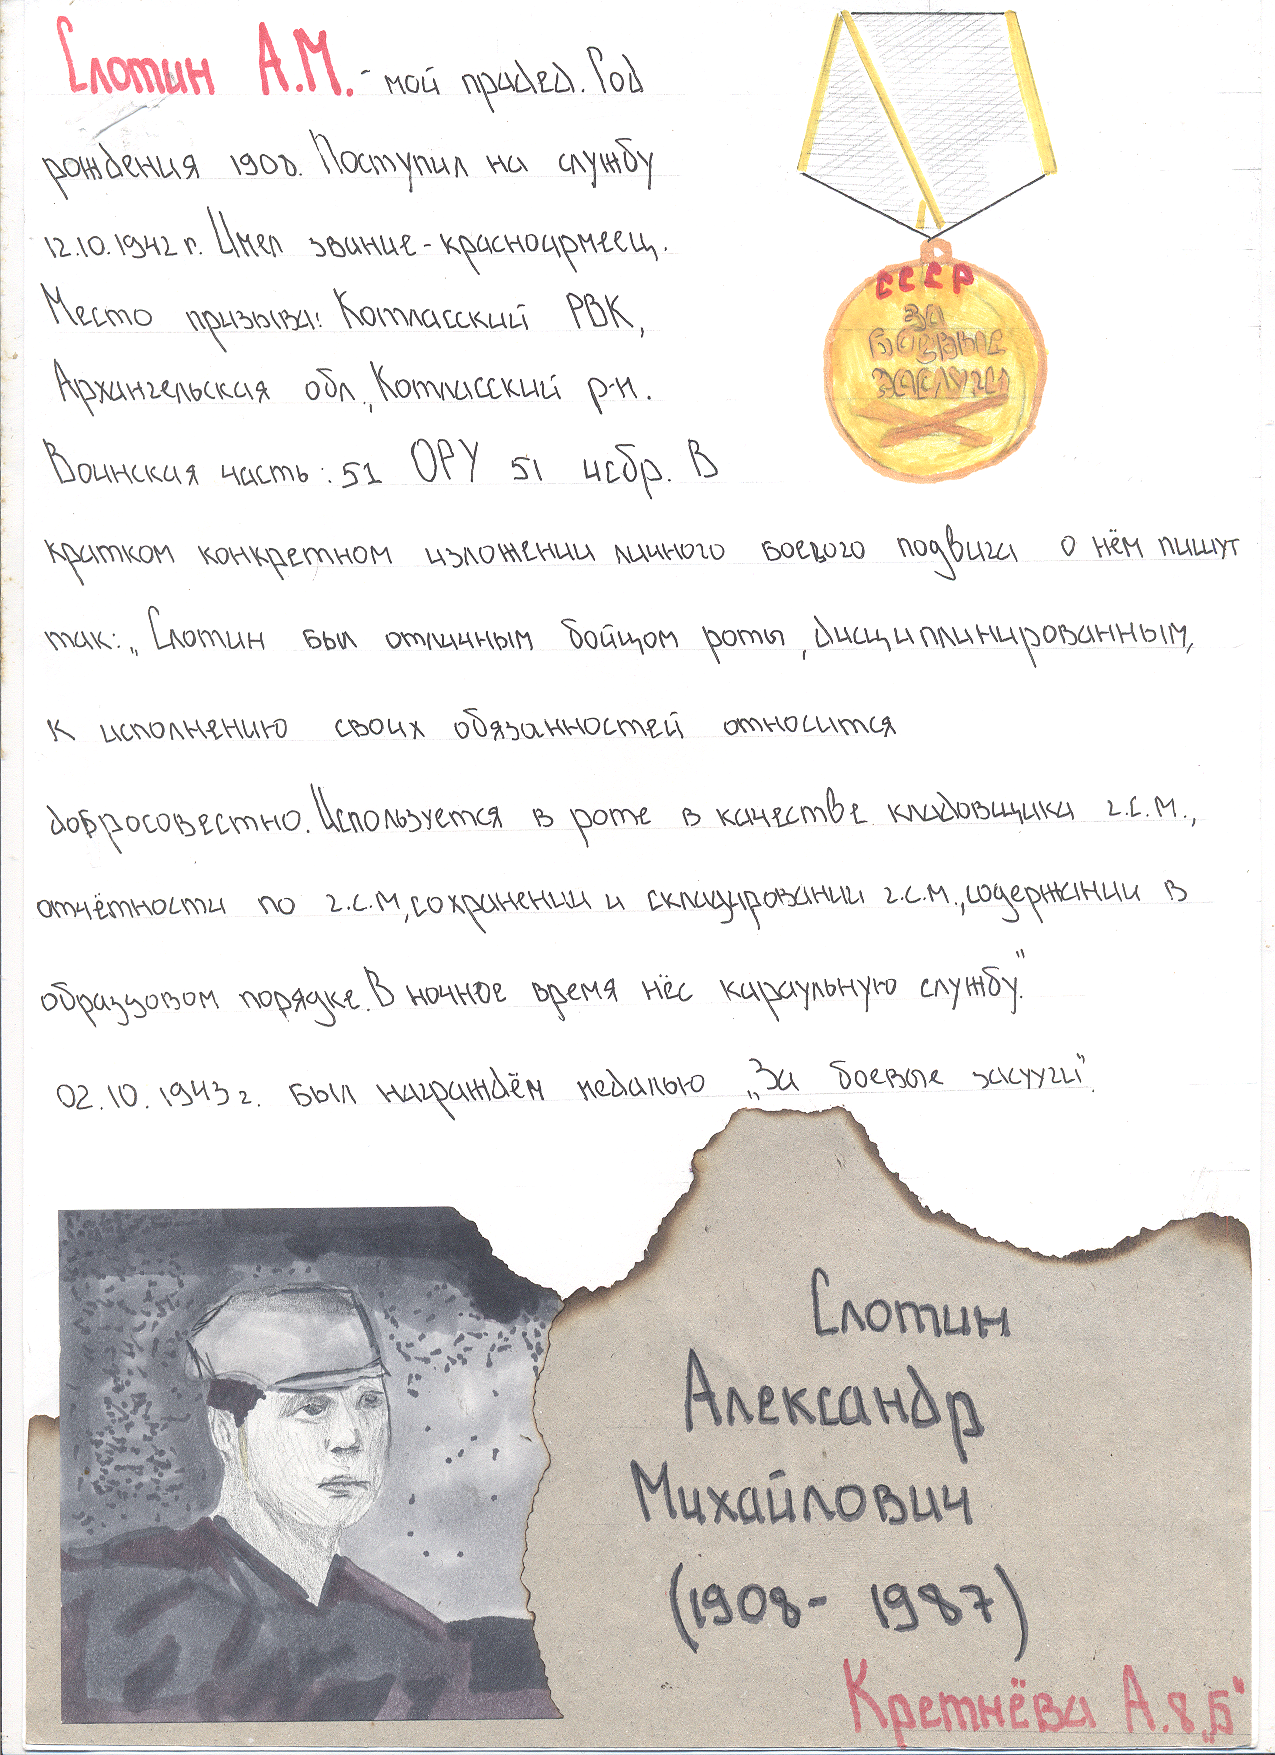 Слотин А.М. - мой прадед. Год
рождения 1908. Поступил на службу
12.10.1942 г. Имел звание - красноармеец.
Место призыва: Котласский РВК,
Архангельская обл., Котласский р-н.
Воинская часть: 51 ОРУ 51 исбр. В
кратком конкретном изложении личного боевого подвига о нём пишут
так: „Слотин был отличным бойцом роты, дисциплинированным,
к исполнению своих обязанностей относится
добросовестно. Используется в роте в качестве кладовщика г.с.м.,
отчётности по г.с.м, сохранении и складировании г.с.м., содержании в
образцовом порядке. В ночное время нёс караульную службу."
02.10.1943 г. был награждём медалью „За боевые засуугы".
СССР
ЗА
БОЕВЫЕ
ЗАСЛУГИ
Слотин
Александр
Михайлович
(1908 - 1987)
Кретнёва А. 8„Б"